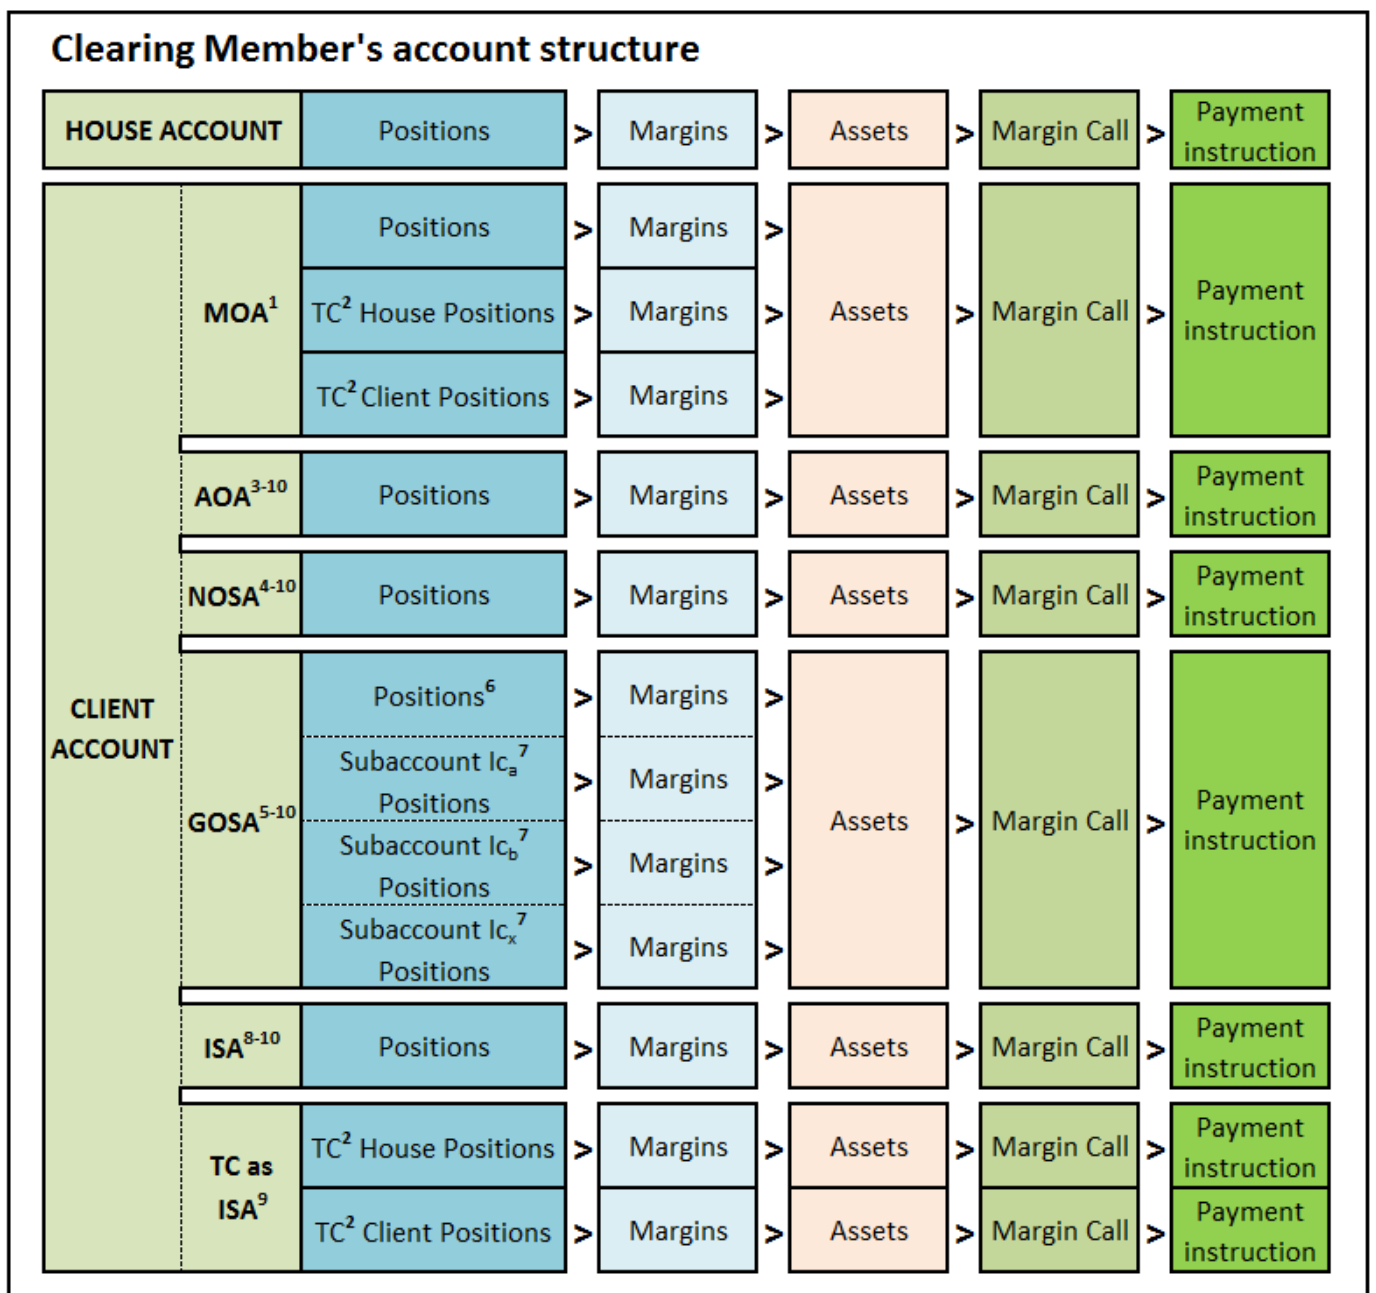 Clearing Member's account structure
HOUSE ACCOUNT Positions > Margins > Assets > Margin Call > Payment instruction
CLIENT ACCOUNT
MOA¹
Positions > Margins >
TC² House Positions > Margins > Assets > Margin Call > Payment instruction
TC² Client Positions > Margins >
AOA³⁻¹⁰ Positions > Margins > Assets > Margin Call > Payment instruction
NOSA⁴⁻¹⁰ Positions > Margins > Assets > Margin Call > Payment instruction
GOSA⁵⁻¹⁰
Positions⁶ > Margins >
Subaccount Ica⁷ Positions > Margins >
Assets > Margin Call > Payment instruction
Subaccount Icb⁷ Positions > Margins >
Subaccount Icx⁷ Positions > Margins >
ISA⁸⁻¹⁰ Positions > Margins > Assets > Margin Call > Payment instruction
TC as ISA⁹
TC² House Positions > Margins > Assets > Margin Call > Payment instruction
TC² Client Positions > Margins > Assets > Margin Call > Payment instruction